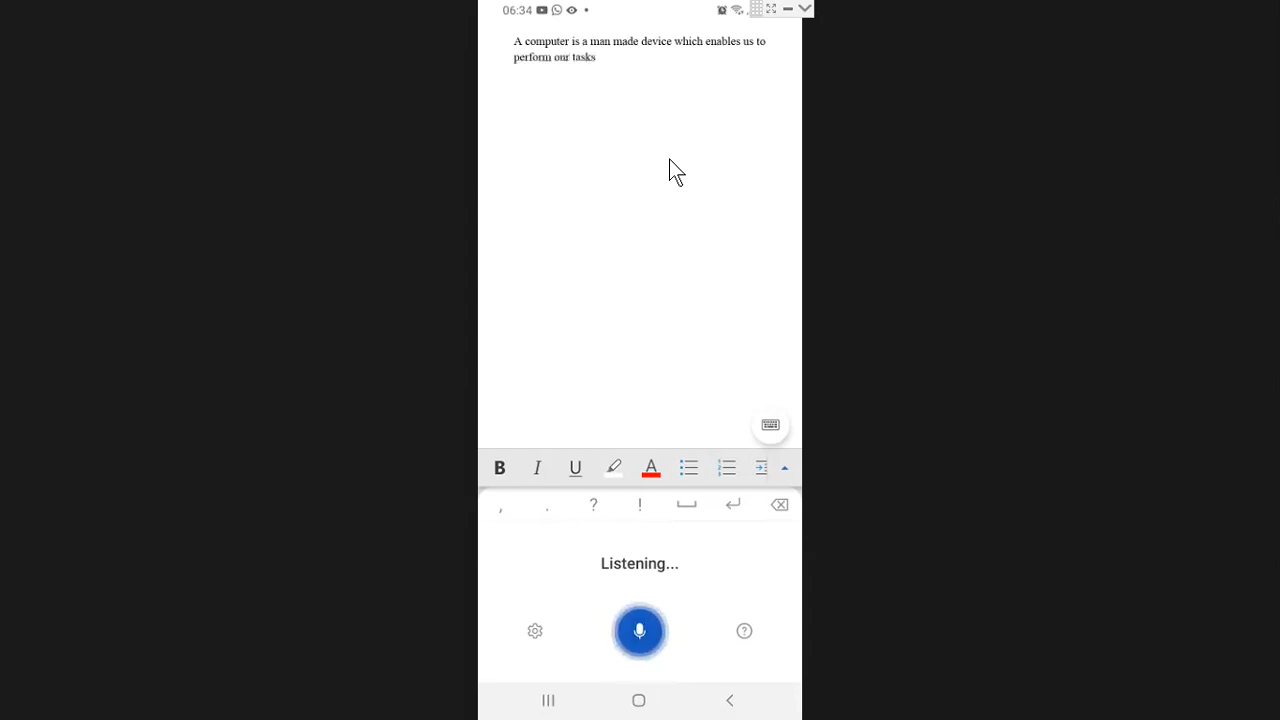 06:34
A computer is a man made device which enables us to
perform our tasks
B I U A
, . ? !
Listening...